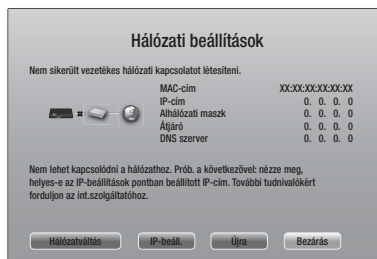 Hálózati beállítások
Nem sikerült vezetékes hálózati kapcsolatot létesíteni.
MAC-cím XX:XX:XX:XX:XX:XX
IP-cím 0. 0. 0. 0
Alhálózati maszk 0. 0. 0. 0
Átjáró 0. 0. 0. 0
DNS szerver 0. 0. 0. 0
Nem lehet kapcsolódni a hálózathoz. Prób. a következővel: nézze meg,
helyes-e az IP-beállítások pontban beállított IP-cím. További tudnivalókért
forduljon az int.szolgáltatóhoz.
Hálózatváltás IP-beáll. Újra Bezárás